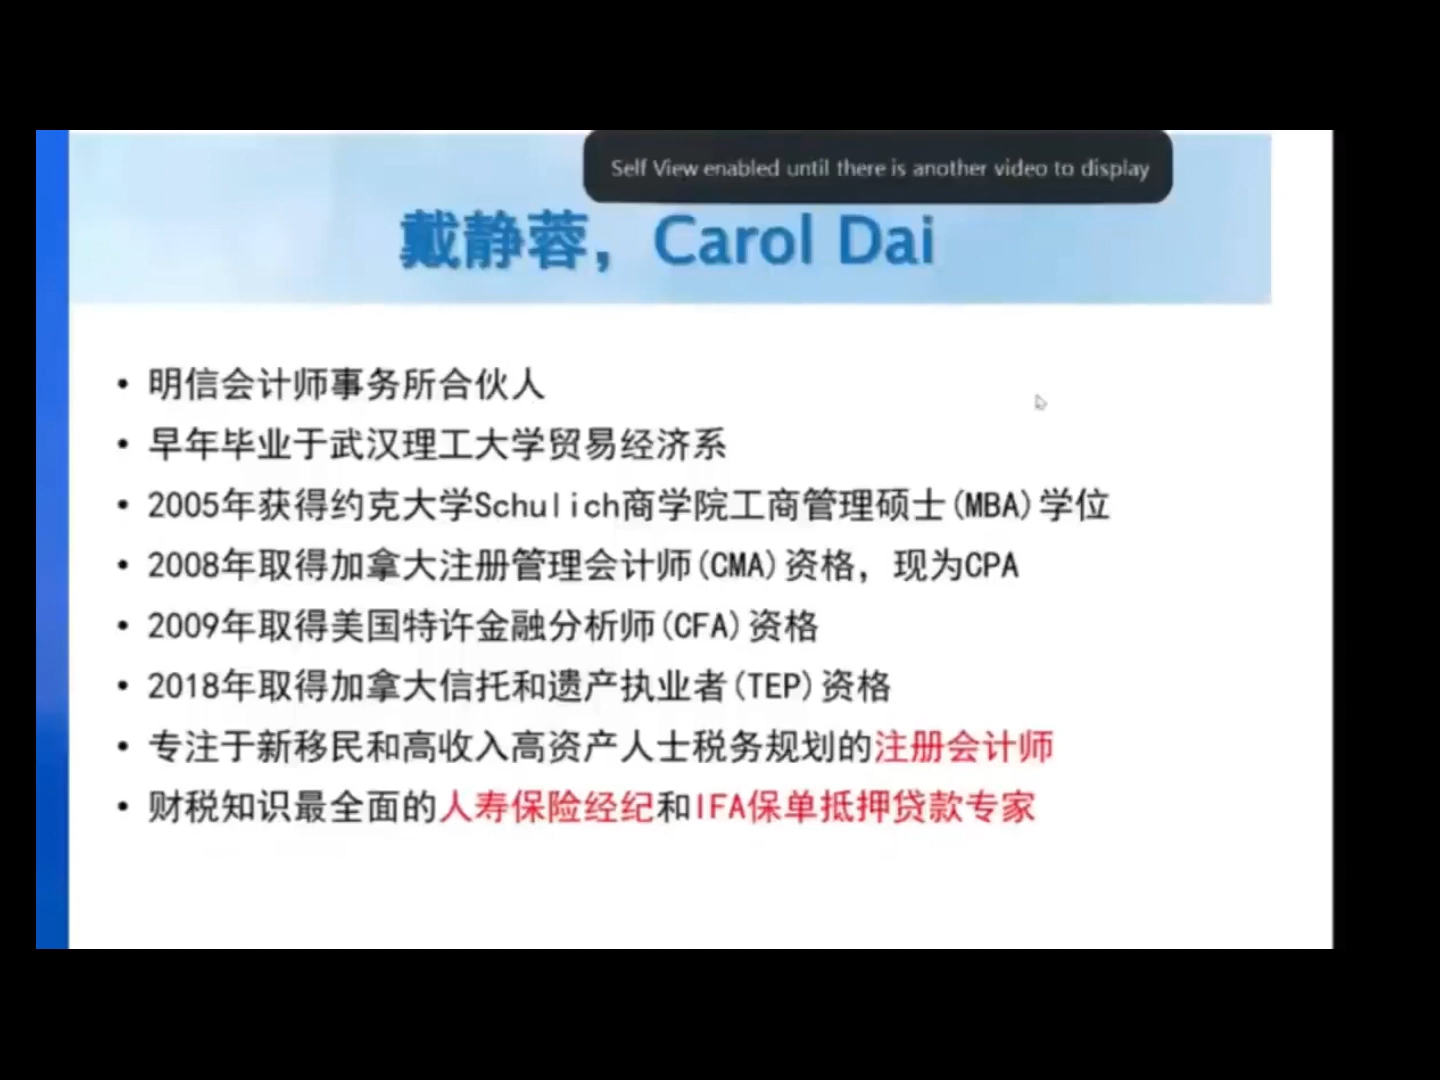 Self View enabled until there is another video to display
戴静蓉，Carol Dai
• 明信会计师事务所合伙人
• 早年毕业于武汉理工大学贸易经济系
• 2005年获得约克大学Schulich商学院工商管理硕士(MBA)学位
• 2008年取得加拿大注册管理会计师(CMA)资格，现为CPA
• 2009年取得美国特许金融分析师(CFA)资格
• 2018年取得加拿大信托和遗产执业者(TEP)资格
• 专注于新移民和高收入高资产人士税务规划的注册会计师
• 财税知识最全面的人寿保险经纪和IFA保单抵押贷款专家